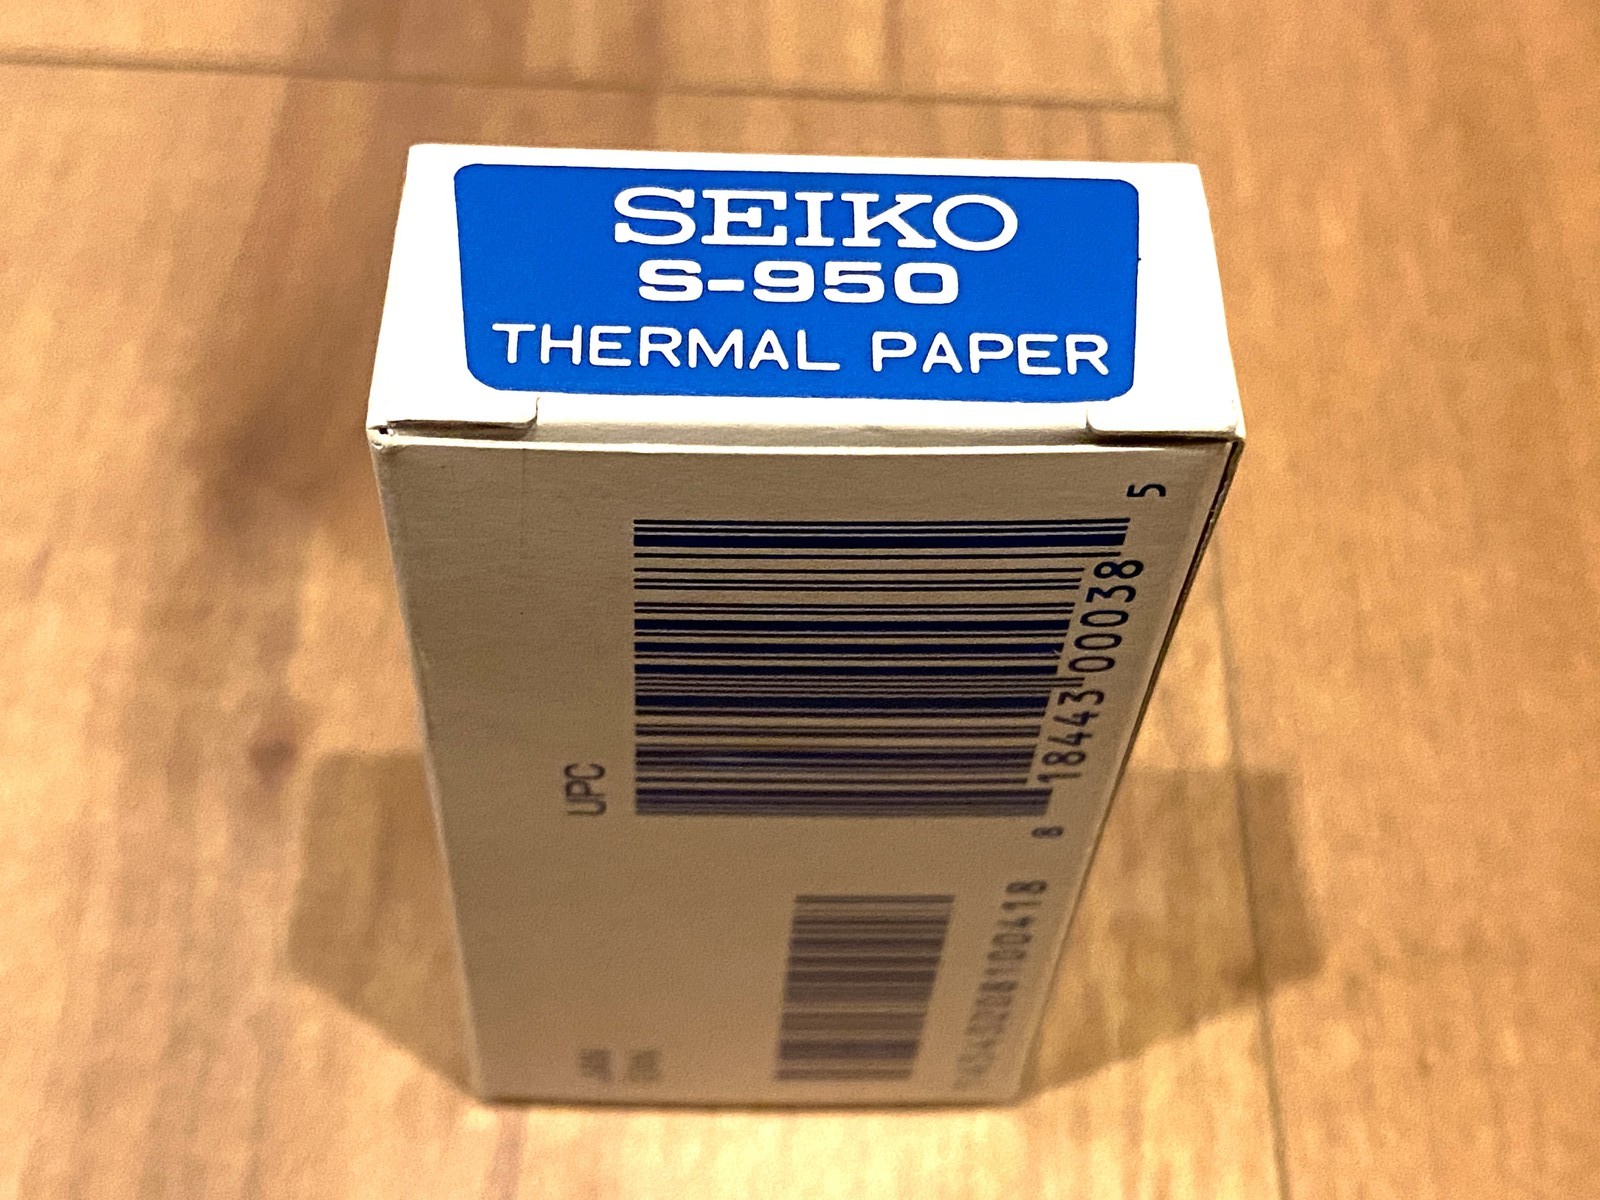 SEIKO
S-950
THERMAL PAPER
UPC
8 18443 00038 5